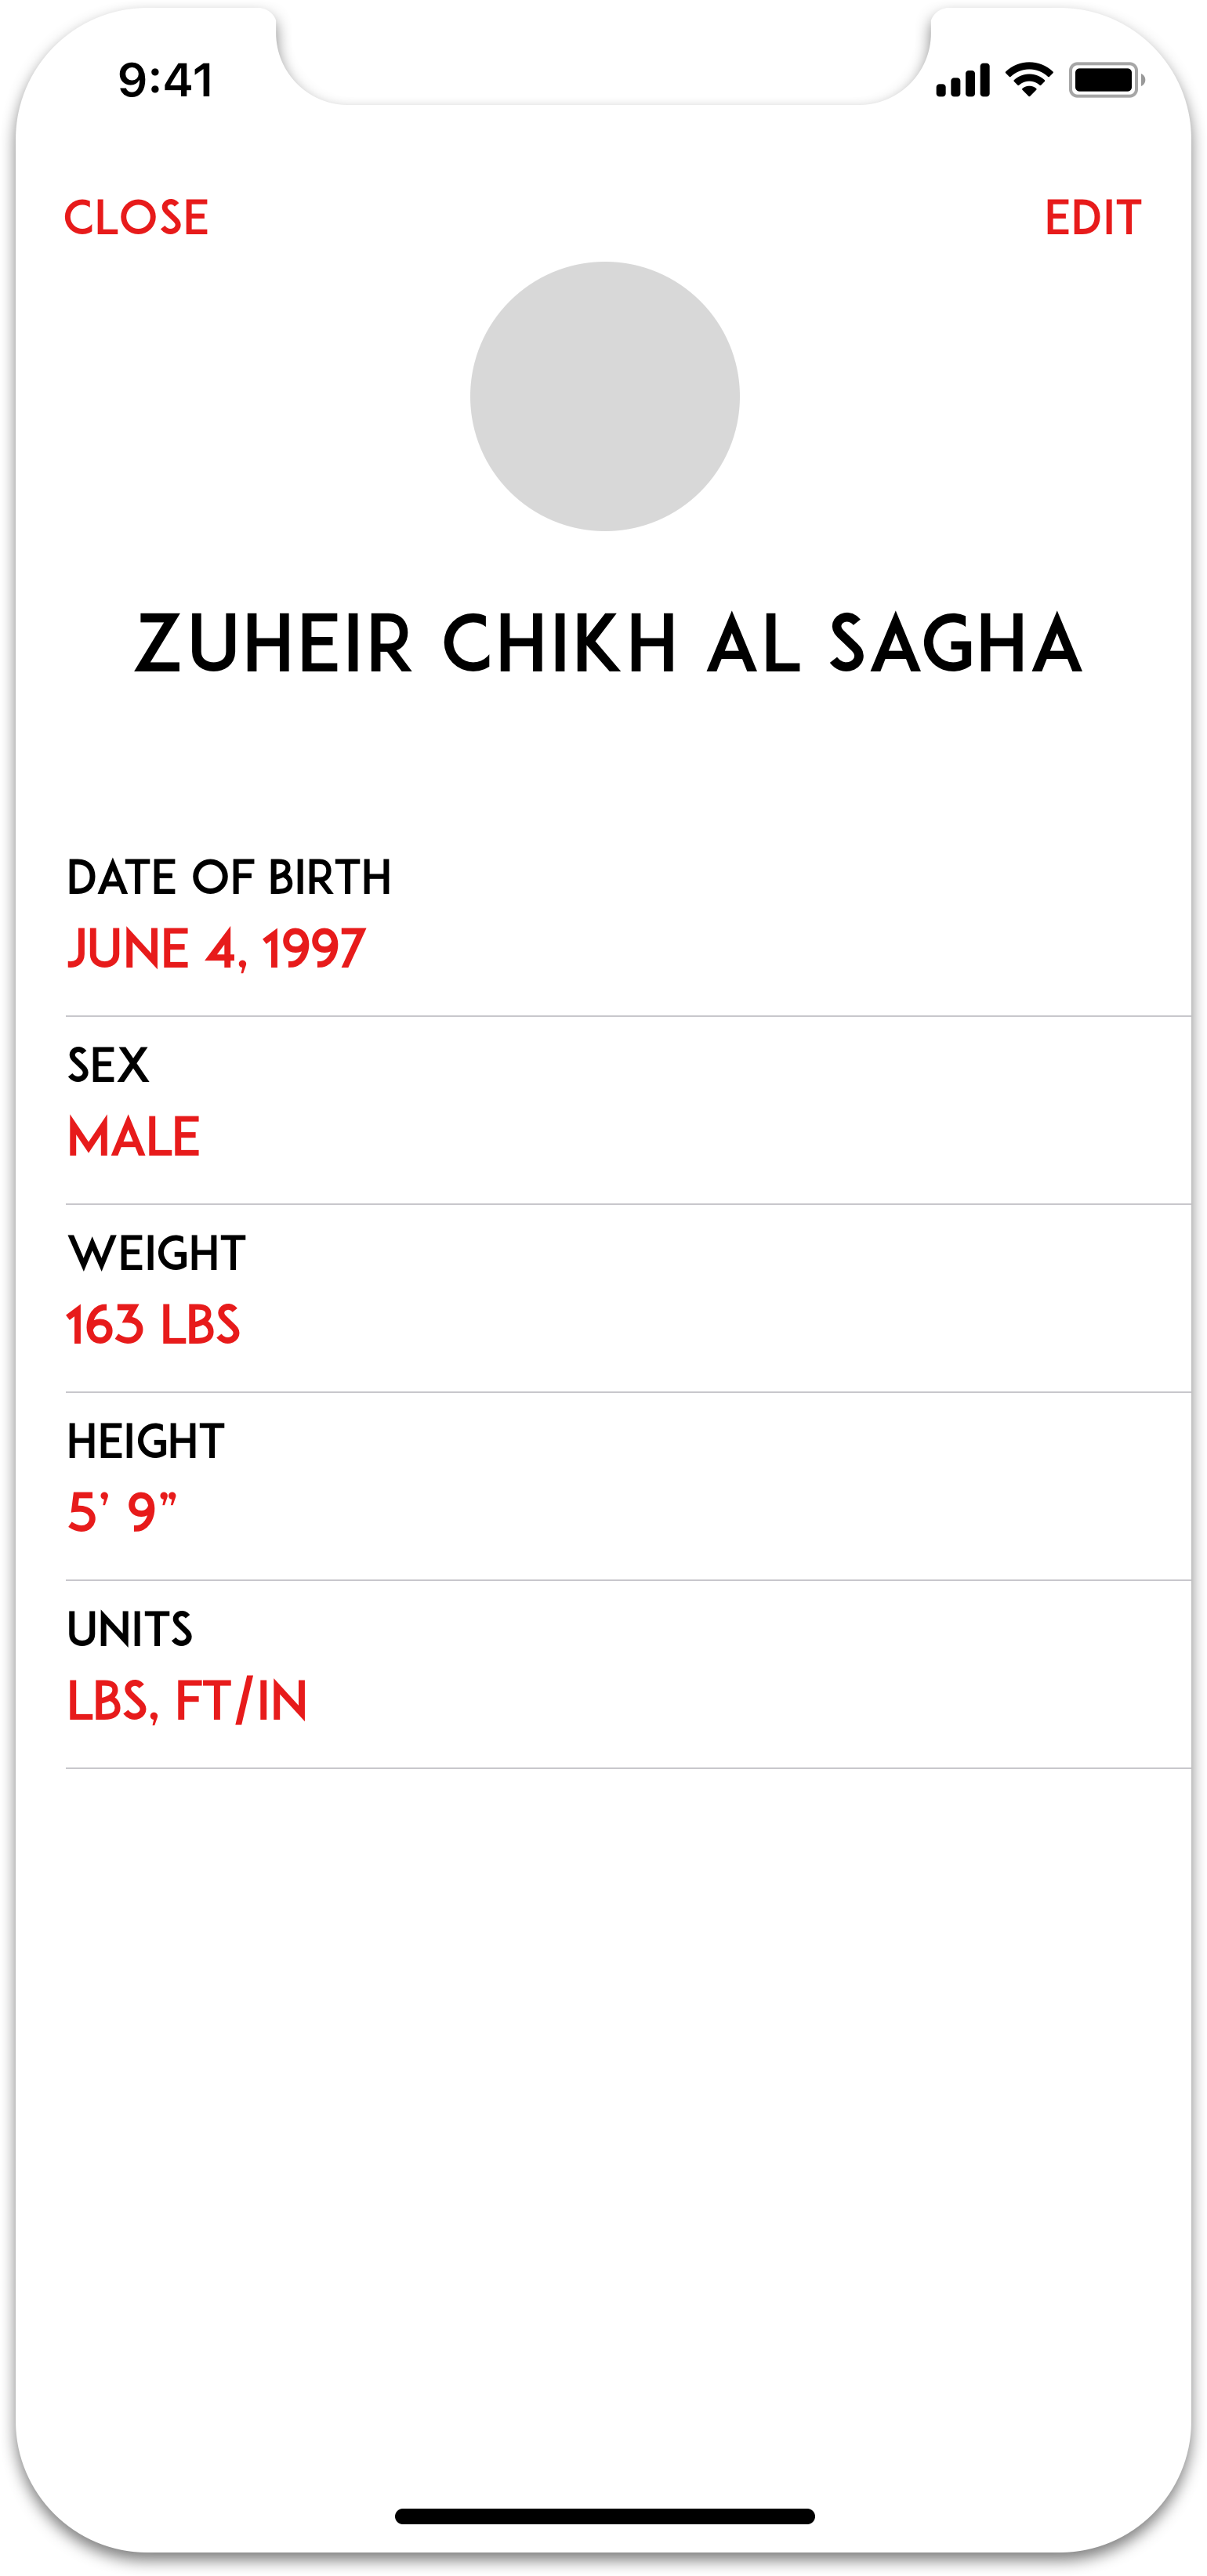 9:41
CLOSE EDIT
ZUHEIR CHIKH AL SAGHA
DATE OF BIRTH
JUNE 4, 1997
SEX
MALE
WEIGHT
163 LBS
HEIGHT
5’ 9”
UNITS
LBS, FT/IN